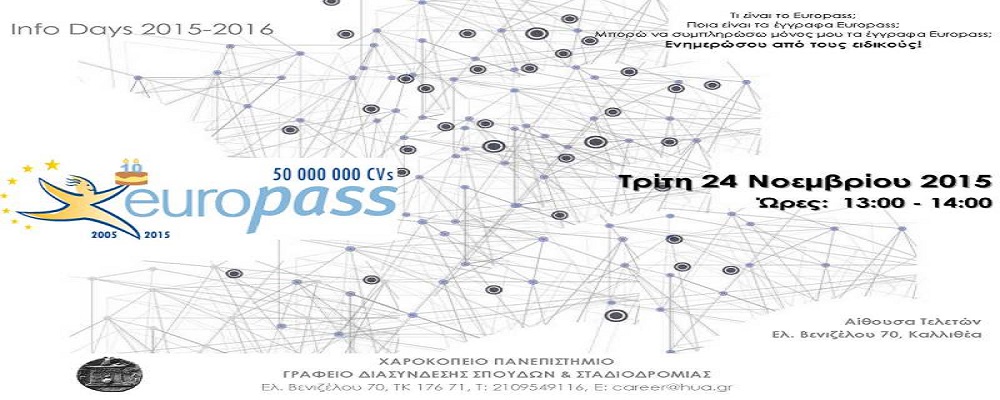 Info Days 2015-2016
Τι είναι το Europass;
Ποια είναι τα έγγραφα Europass;
Μπορώ να συμπληρώσω μόνος μου τα έγγραφα Europass;
Ενημερώσου από τους ειδικούς!
10
50 000 000 CVs
europass
2005 2015
Τρίτη 24 Νοεμβρίου 2015
Ώρες: 13:00 - 14:00
Αίθουσα Τελετών
Ελ. Βενιζέλου 70, Καλλιθέα
ΧΑΡΟΚΟΠΕΙΟ ΠΑΝΕΠΙΣΤΗΜΙΟ
ΓΡΑΦΕΙΟ ΔΙΑΣΥΝΔΕΣΗΣ ΣΠΟΥΔΩΝ & ΣΤΑΔΙΟΔΡΟΜΙΑΣ
Ελ. Βενιζέλου 70, ΤΚ 176 71, Τ: 2109549116, Ε: career@hua.gr